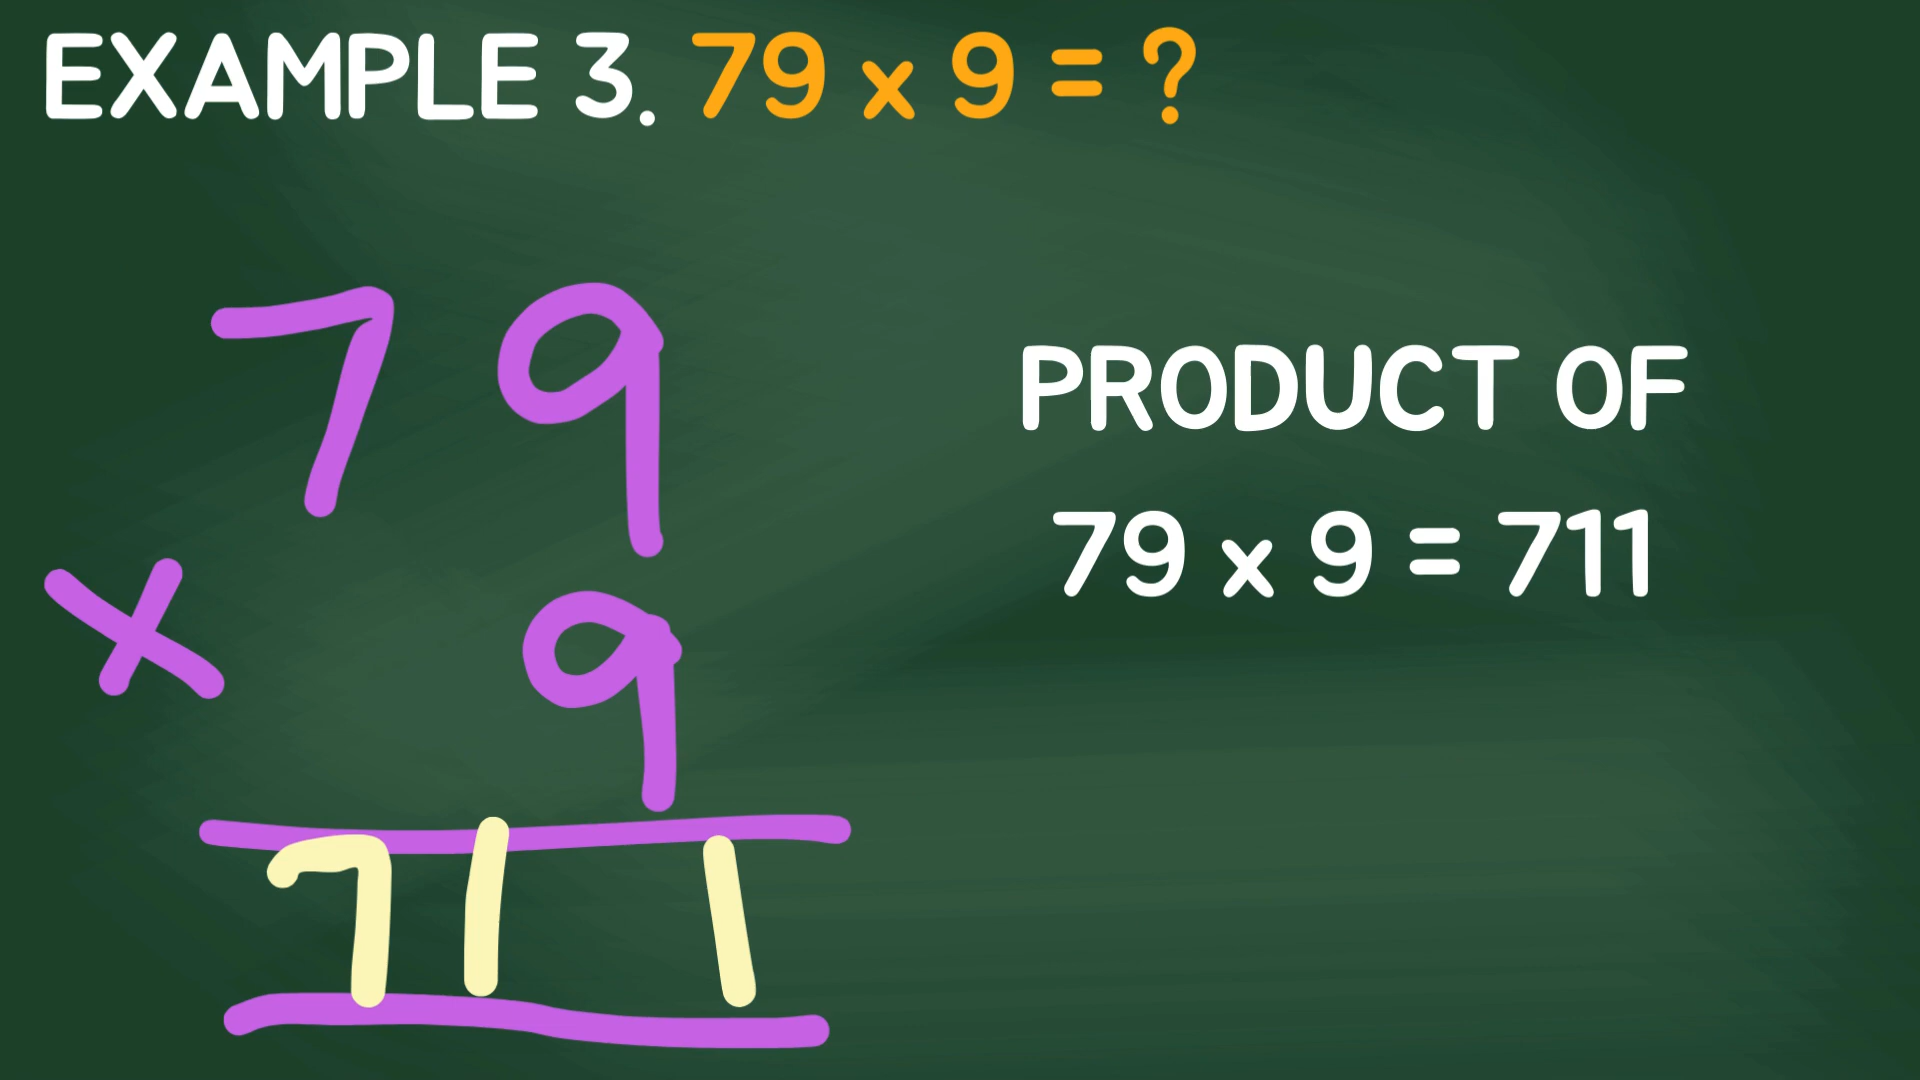 EXAMPLE 3. 79 x 9 = ?
79
x 9
711
PRODUCT OF
79 x 9 = 711